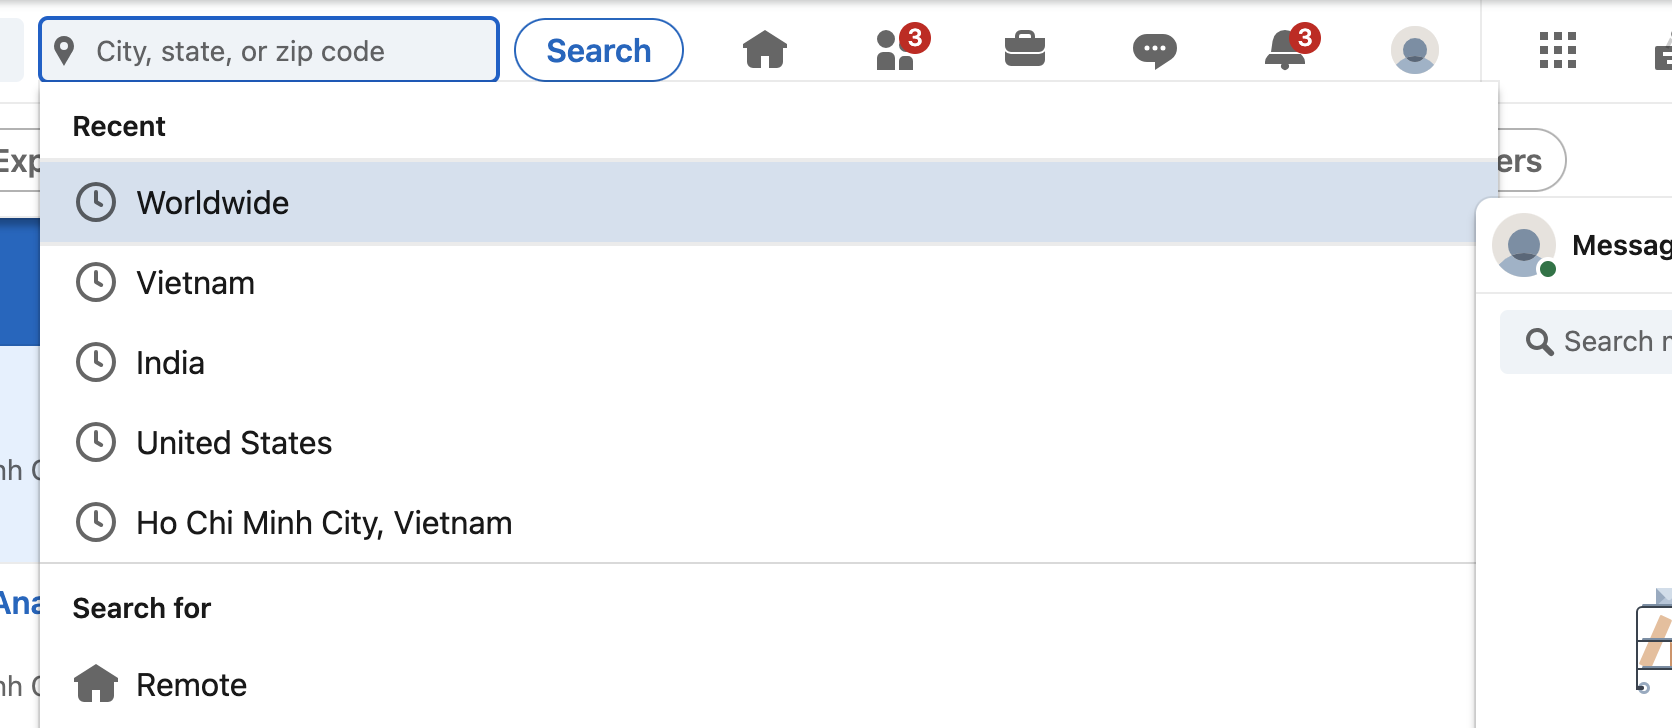 City, state, or zip code
Search
3
3
Recent
Worldwide
Vietnam
India
United States
Ho Chi Minh City, Vietnam
Search for
Remote
Exp
ers
Messag
Search
nh
Ana
nh